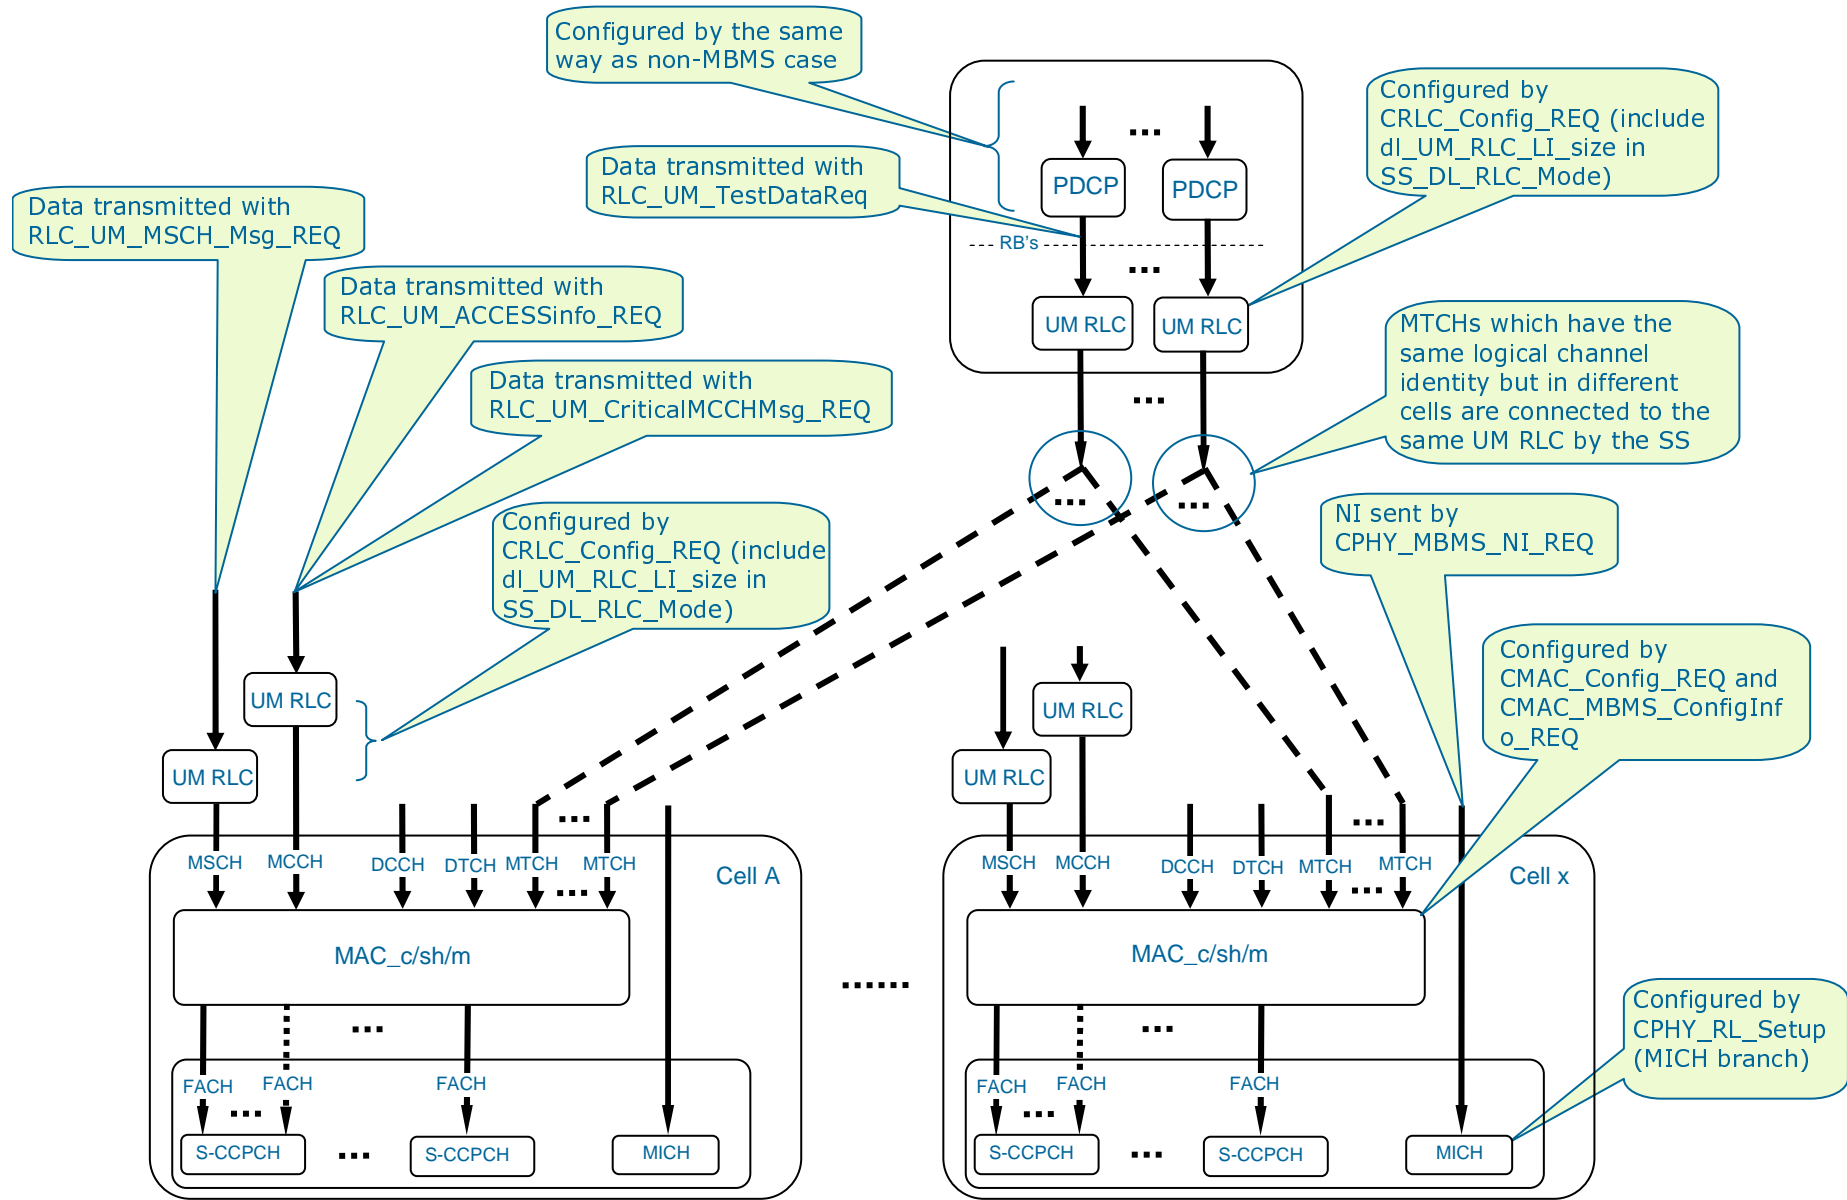 Configured by the same
way as non-MBMS case
Configured by
CRLC_Config_REQ (include
dl_UM_RLC_LI_size in
SS_DL_RLC_Mode)
Data transmitted with
RLC_UM_TestDataReq
PDCP
PDCP
Data transmitted with
RLC_UM_MSCH_Msg_REQ
RB's
Data transmitted with
RLC_UM_ACCESSinfo_REQ
UM RLC
UM RLC
MTCHs which have the
same logical channel
identity but in different
cells are connected to the
same UM RLC by the SS
Data transmitted with
RLC_UM_CriticalMCCHMsg_REQ
Configured by
CRLC_Config_REQ (include
dl_UM_RLC_LI_size in
SS_DL_RLC_Mode)
NI sent by
CPHY_MBMS_NI_REQ
Configured by
CMAC_Config_REQ and
CMAC_MBMS_ConfigInf
o_REQ
UM RLC
UM RLC
UM RLC
UM RLC
MSCH
MCCH
DCCH
DTCH
MTCH
MTCH
Cell A
MSCH
MCCH
DCCH
DTCH
MTCH
MTCH
Cell x
MAC_c/sh/m
MAC_c/sh/m
Configured by
CPHY_RL_Setup
(MICH branch)
FACH
FACH
FACH
FACH
FACH
FACH
S-CCPCH
S-CCPCH
MICH
S-CCPCH
S-CCPCH
MICH